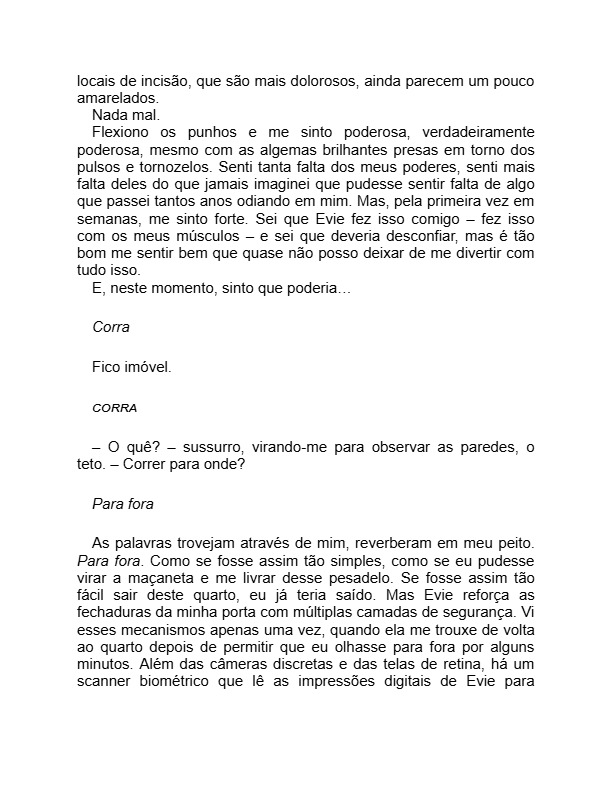 locais de incisão, que são mais dolorosos, ainda parecem um pouco
amarelados.
Nada mal.
Flexiono os punhos e me sinto poderosa, verdadeiramente
poderosa, mesmo com as algemas brilhantes presas em torno dos
pulsos e tornozelos. Senti tanta falta dos meus poderes, senti mais
falta deles do que jamais imaginei que pudesse sentir falta de algo
que passei tantos anos odiando em mim. Mas, pela primeira vez em
semanas, me sinto forte. Sei que Evie fez isso comigo – fez isso
com os meus músculos – e sei que deveria desconfiar, mas é tão
bom me sentir bem que quase não posso deixar de me divertir com
tudo isso.
E, neste momento, sinto que poderia…
Corra
Fico imóvel.
CORRA
– O quê? – sussurro, virando-me para observar as paredes, o
teto. – Correr para onde?
Para fora
As palavras trovejam através de mim, reverberam em meu peito.
Para fora. Como se fosse assim tão simples, como se eu pudesse
virar a maçaneta e me livrar desse pesadelo. Se fosse assim tão
fácil sair deste quarto, eu já teria saído. Mas Evie reforça as
fechaduras da minha porta com múltiplas camadas de segurança. Vi
esses mecanismos apenas uma vez, quando ela me trouxe de volta
ao quarto depois de permitir que eu olhasse para fora por alguns
minutos. Além das câmeras discretas e das telas de retina, há um
scanner biométrico que lê as impressões digitais de Evie para